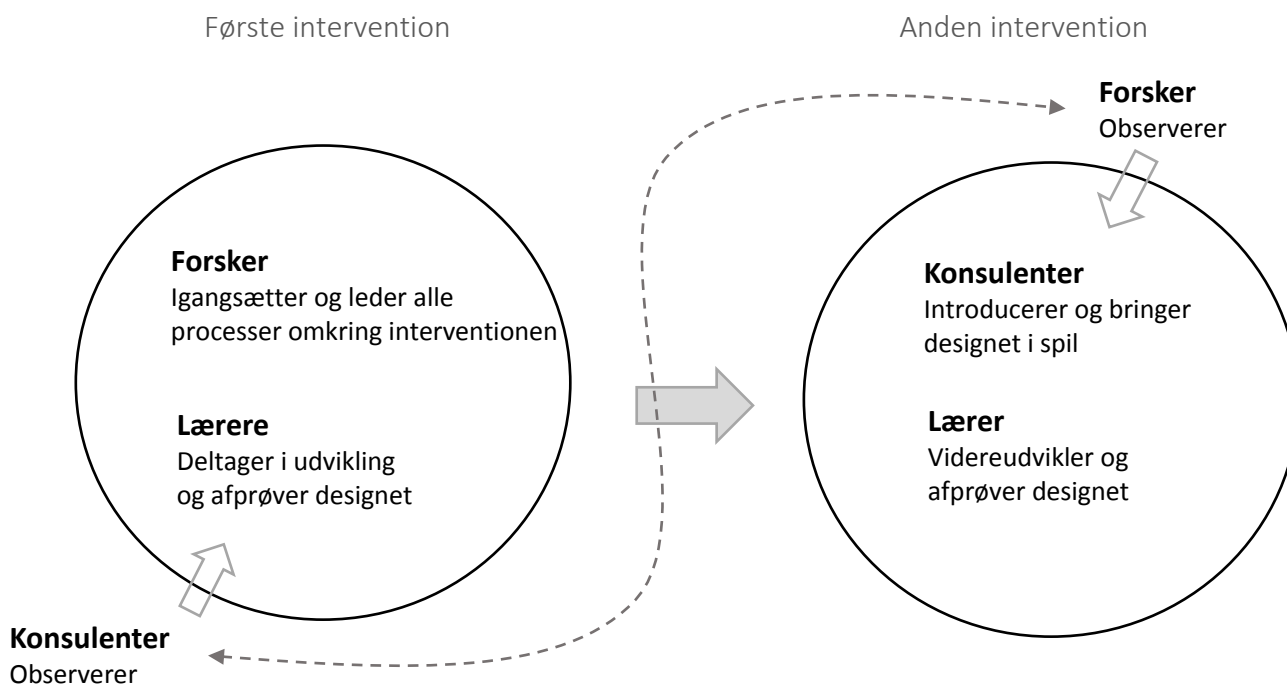 Første intervention
Anden intervention
Forsker
Observerer
Forsker
Igangsætter og leder alle
processer omkring interventionen
Lærere
Deltager i udvikling
og afprøver designet
Konsulenter
Observerer
Konsulenter
Introducerer og bringer
designet i spil
Lærer
Videreudvikler og
afprøver designet